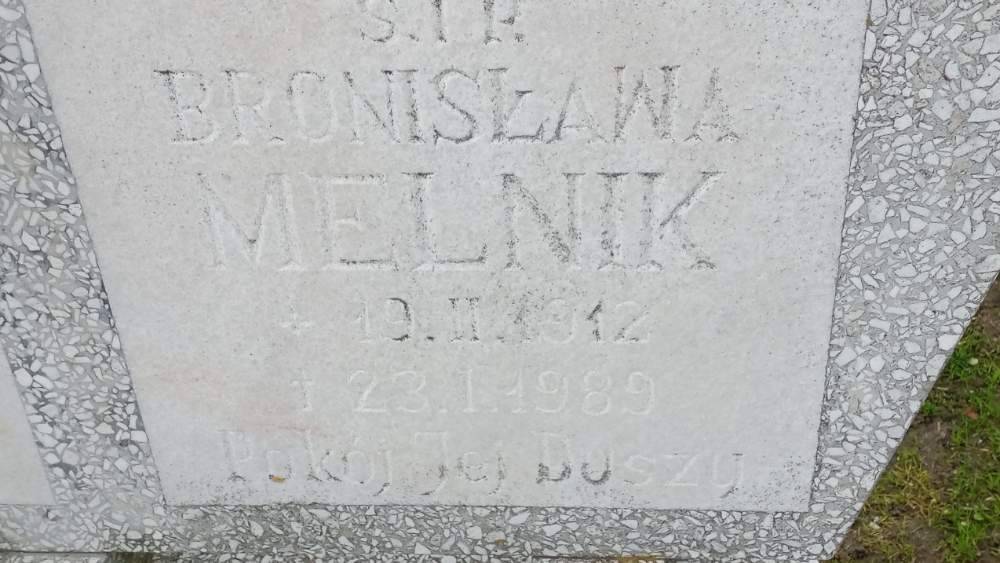 Ś.†P.
BRONISŁAWA
MELNIK
* 19.II.1912
† 23.I.1989
Pokój Jej Duszy